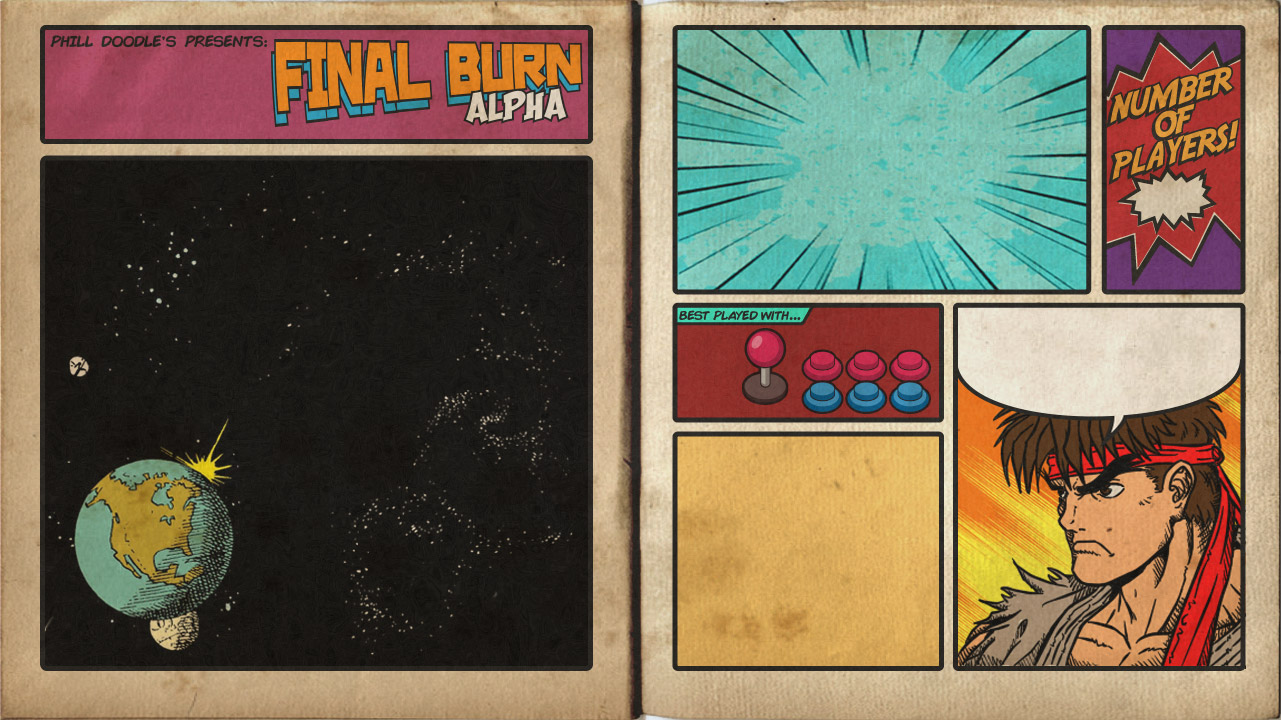 PHILL DOODLE'S PRESENTS:
FINAL BURN
ALPHA
NUMBER
OF
PLAYERS!
BEST PLAYED WITH...